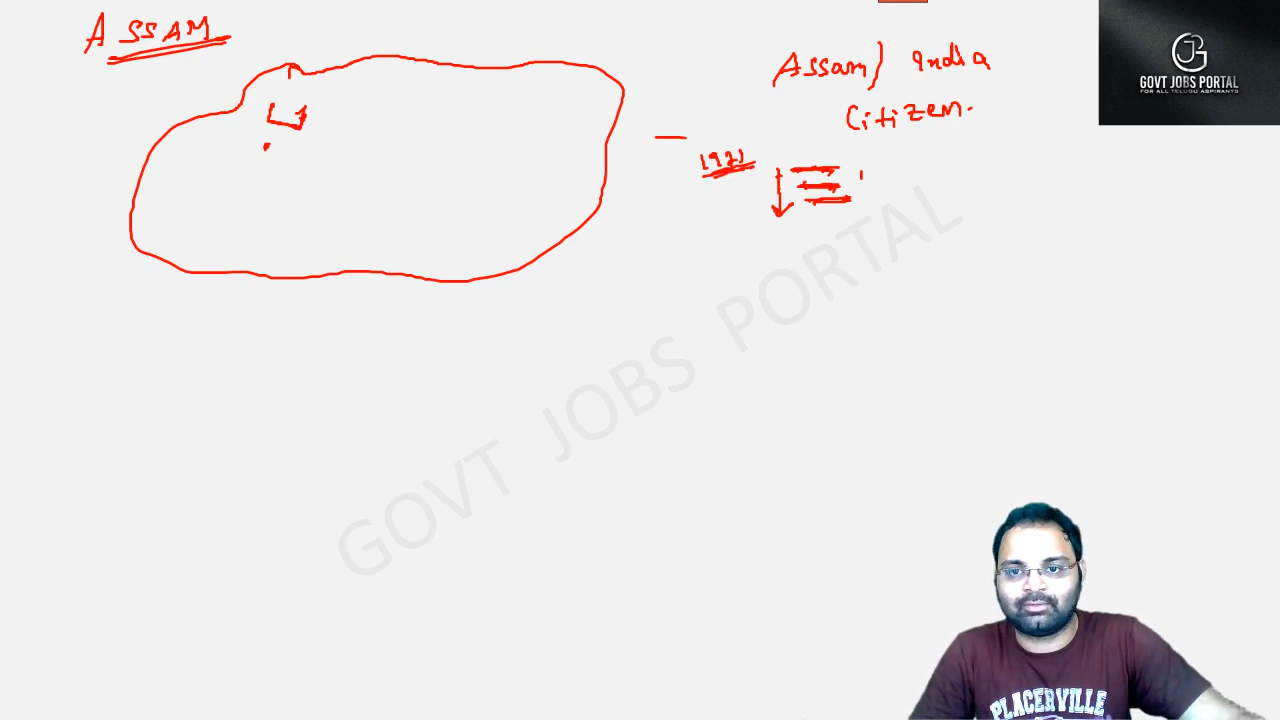 ASSAM
Assam/ India
Citizen.
1971
GOVT JOBS PORTAL
FOR ALL TELUGU ASPIRANTS
GOVT JOBS PORTAL
PLACERVILLE